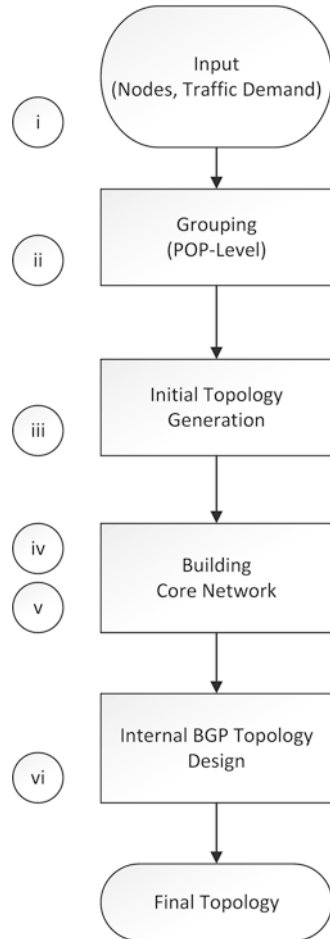 Input
(Nodes, Traffic Demand)
i
Grouping
(POP-Level)
ii
Initial Topology
Generation
iii
iv
Building
Core Network
v
Internal BGP Topology
Design
vi
Final Topology